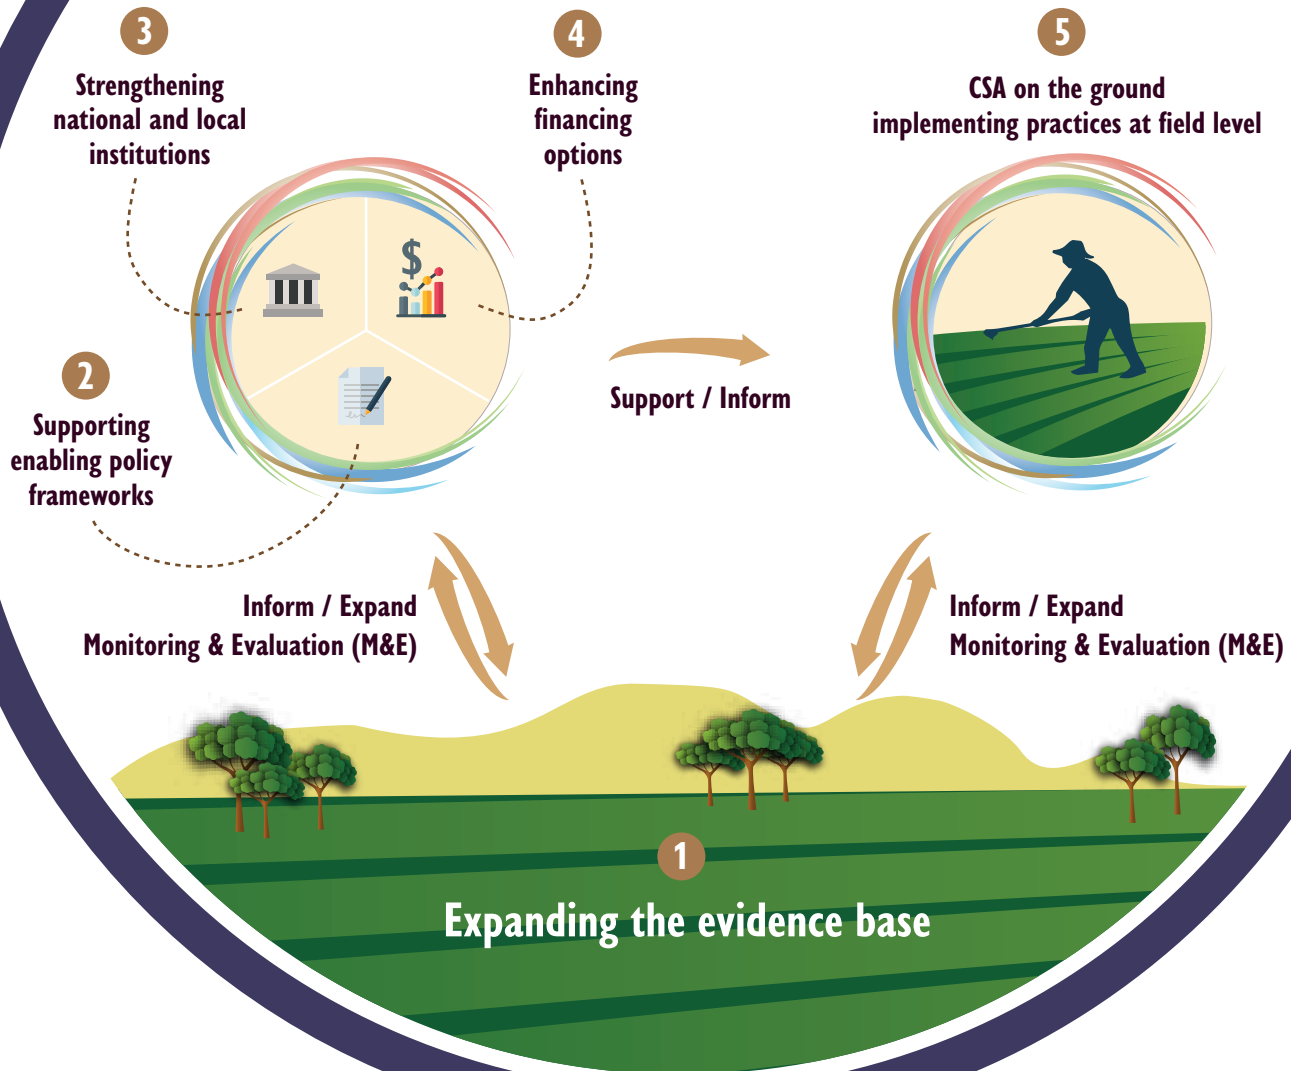 3
Strengthening
national and local
institutions
4
Enhancing
financing
options
5
CSA on the ground
implementing practices at field level
$
2
Supporting
enabling policy
frameworks
Support / Inform
Inform / Expand
Monitoring & Evaluation (M&E)
Inform / Expand
Monitoring & Evaluation (M&E)
1
Expanding the evidence base